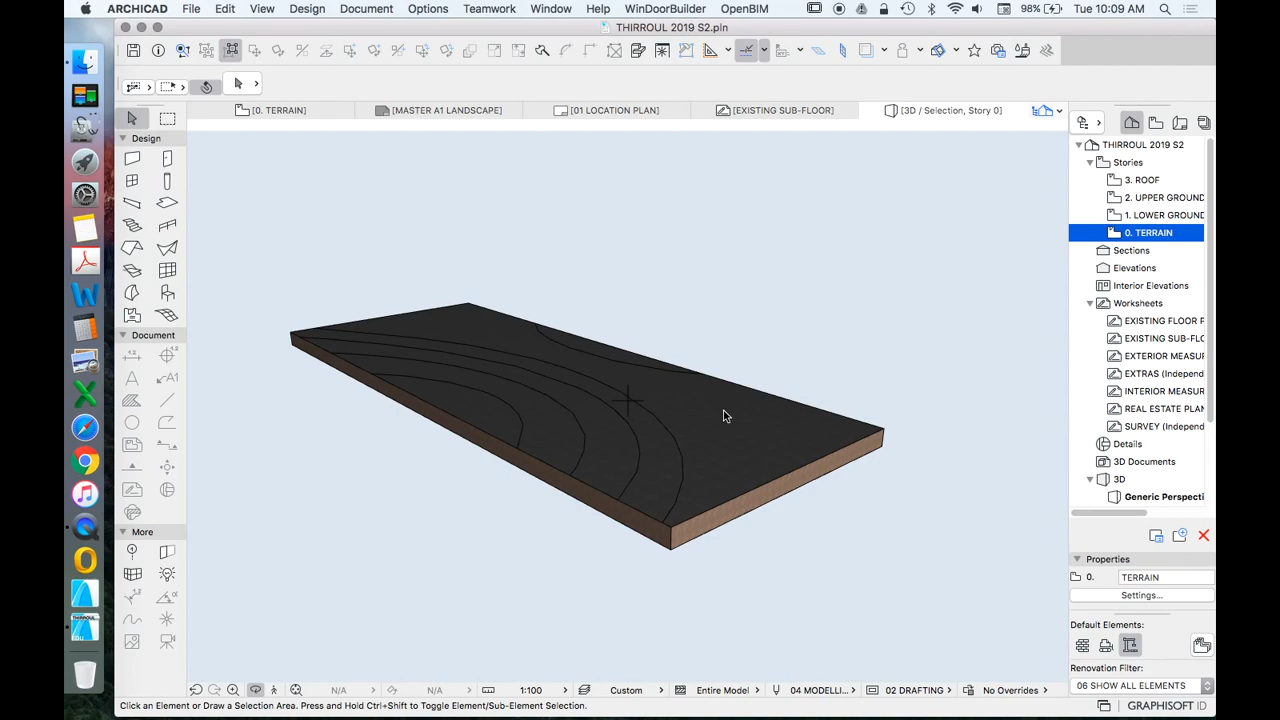 ARCHICAD File Edit View Design Document Options Teamwork Window Help WinDoorBuilder OpenBIM 98% Tue 10:09 AM
THIRROUL 2019 S2.pln
[0. TERRAIN] [MASTER A1 LANDSCAPE] [01 LOCATION PLAN] [EXISTING SUB-FLOOR] [3D / Selection, Story 0]
Design
Document
More
THIRROUL 2019 S2
Stories
3. ROOF
2. UPPER GROUND
1. LOWER GROUND
0. TERRAIN
Sections
Elevations
Interior Elevations
Worksheets
EXISTING FLOOR P
EXISTING SUB-FLO
EXTERIOR MEASUR
EXTRAS (Independ
INTERIOR MEASUR
REAL ESTATE PLAN
SURVEY (Independ
Details
3D Documents
3D
Generic Perspecti
Properties
0. TERRAIN
Settings...
Default Elements:
Renovation Filter:
06 SHOW ALL ELEMENTS
N/A N/A 1:100 Custom Entire Model 04 MODELLI... 02 DRAFTING No Overrides
Click an Element or Draw a Selection Area. Press and Hold Ctrl+Shift to Toggle Element/Sub-Element Selection.
GRAPHISOFT ID